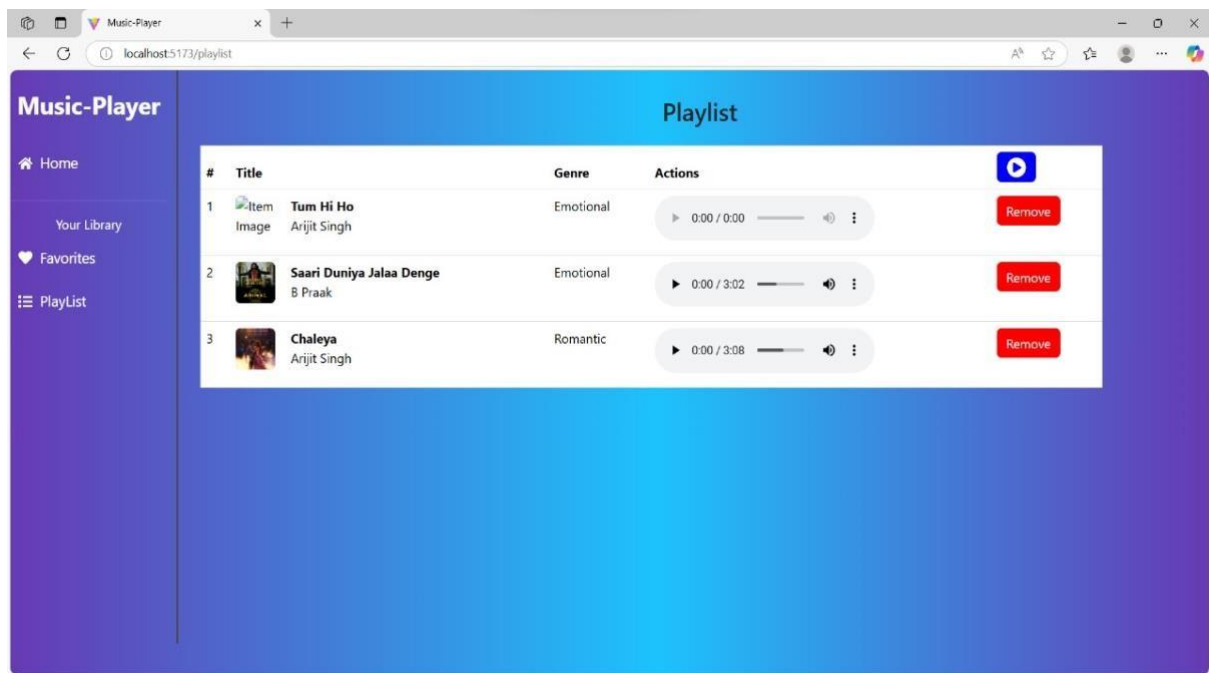 Music-Player
localhost:5173/playlist
Music-Player
Home
Your Library
Favorites
PlayList
Playlist
# Title Genre Actions
1 Item Image Tum Hi Ho Emotional 0:00 / 0:00 Remove
Arijit Singh
2 Saari Duniya Jalaa Denge Emotional 0:00 / 3:02 Remove
B Praak
3 Chaleya Romantic 0:00 / 3:08 Remove
Arijit Singh